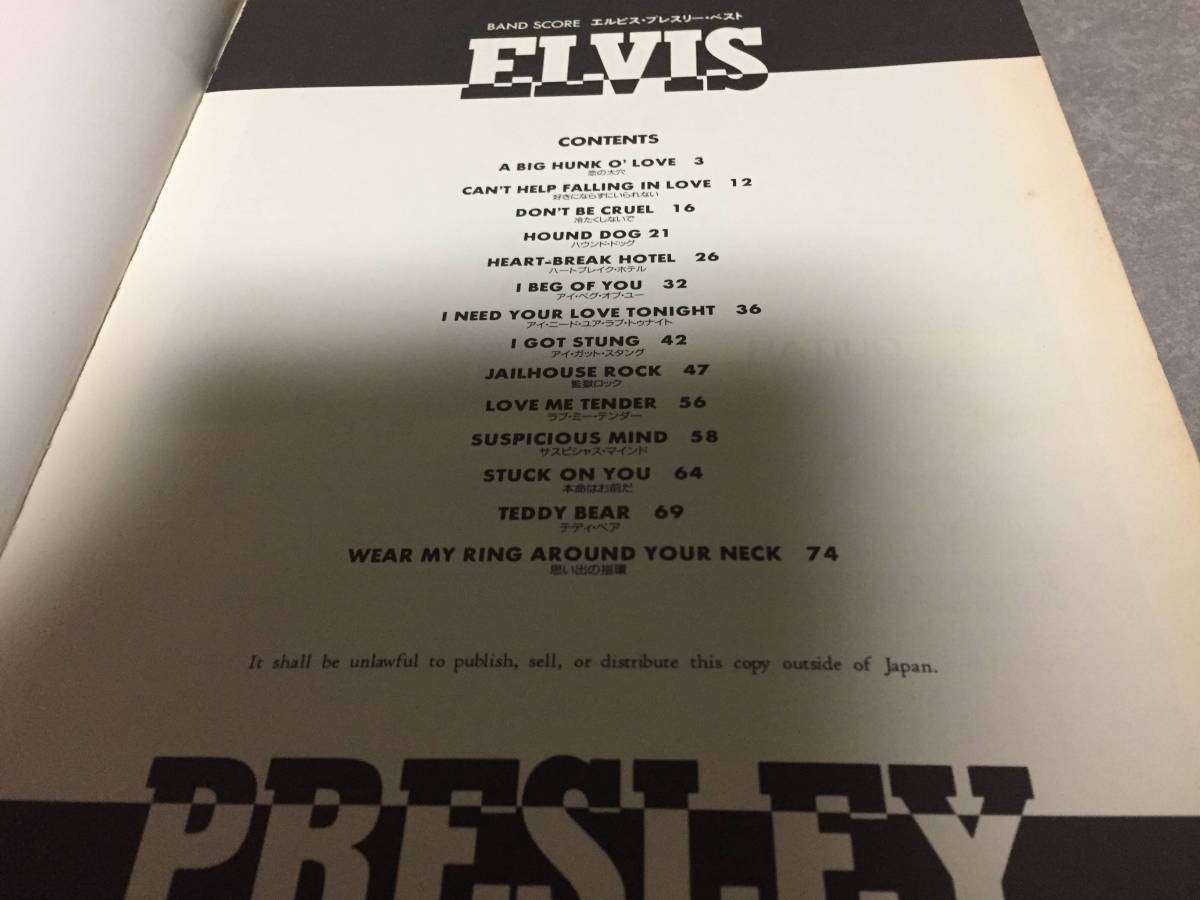 BAND SCORE エルビス・プレスリー・ベスト
ELVIS
CONTENTS
A BIG HUNK O' LOVE 3
恋の大穴
CAN'T HELP FALLING IN LOVE 12
好きにならずにいられない
DON'T BE CRUEL 16
冷たくしないで
HOUND DOG 21
ハウンド・ドッグ
HEART-BREAK HOTEL 26
ハートブレイク・ホテル
I BEG OF YOU 32
アイ・ベグ・オブ・ユー
I NEED YOUR LOVE TONIGHT 36
アイ・ニード・ユア・ラブ・トゥナイト
I GOT STUNG 42
アイ・ガット・スタング
JAILHOUSE ROCK 47
監獄ロック
LOVE ME TENDER 56
ラブ・ミー・テンダー
SUSPICIOUS MIND 58
サスピシャス・マインド
STUCK ON YOU 64
本命はお前だ
TEDDY BEAR 69
テディ・ベア
WEAR MY RING AROUND YOUR NECK 74
思い出の指環
It shall be unlawful to publish, sell, or distribute this copy outside of Japan.
PRESLEY